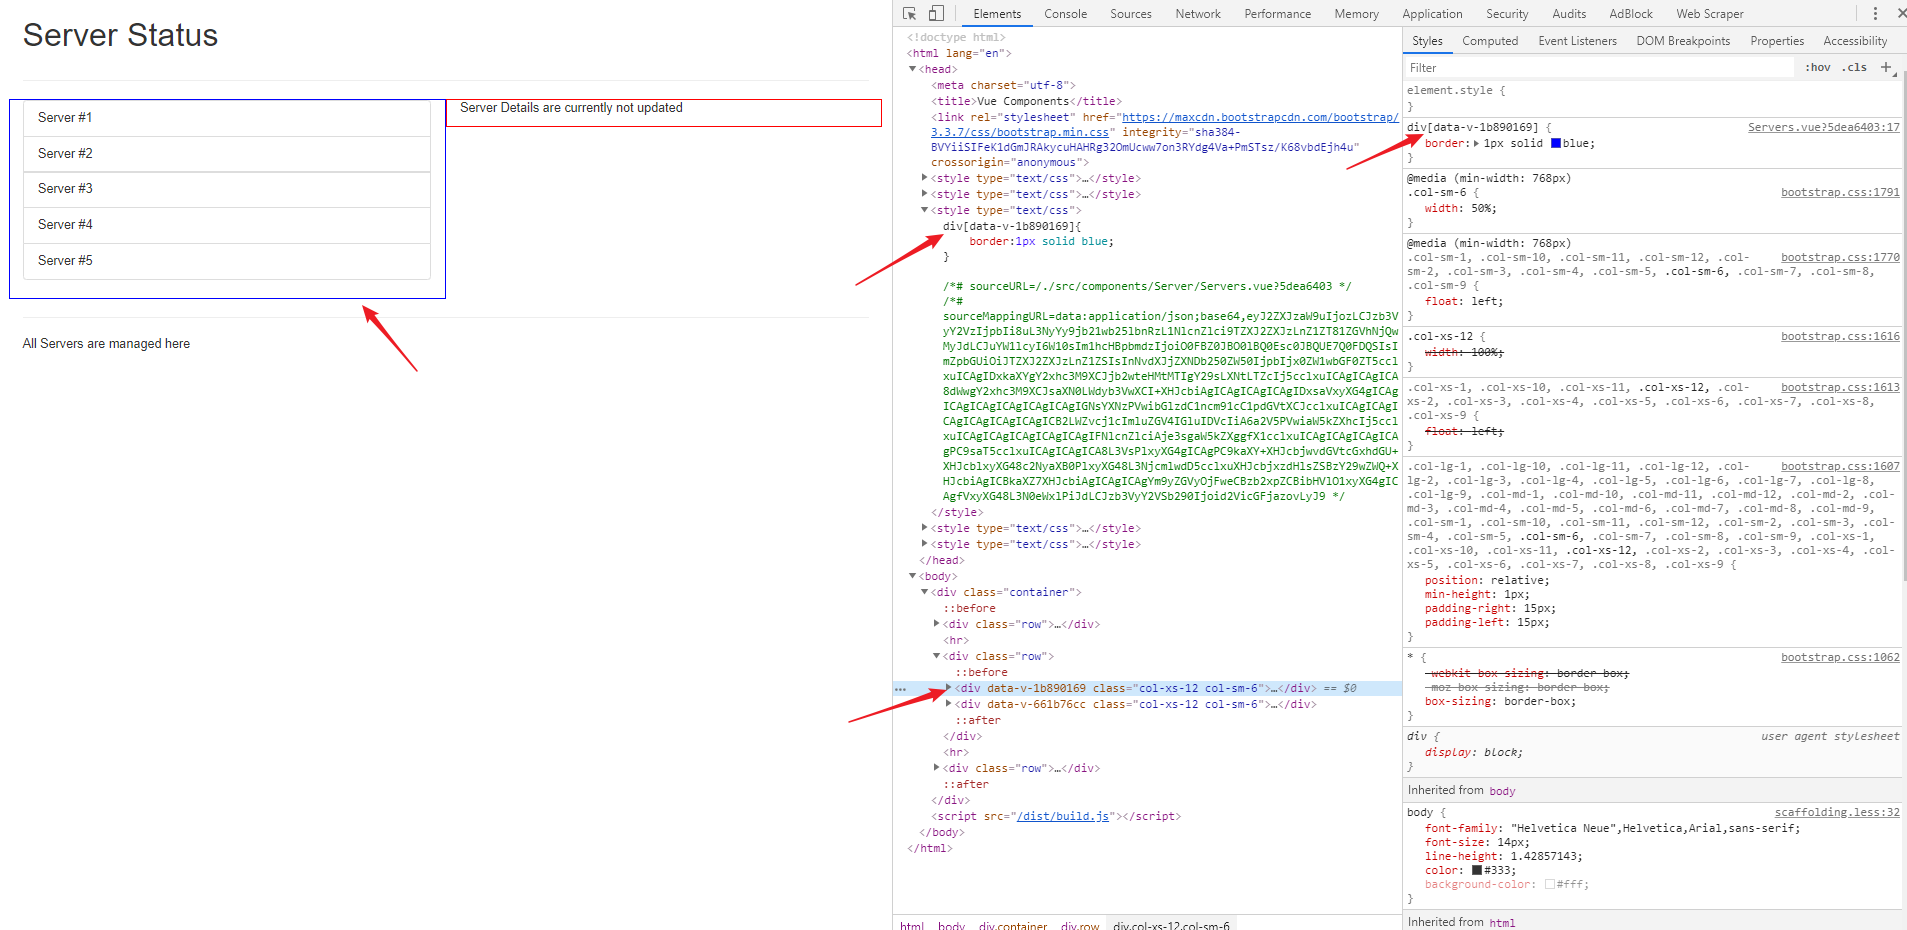 Server Status
Server #1
Server #2
Server #3
Server #4
Server #5
Server Details are currently not updated
All Servers are managed here
Elements Console Sources Network Performance Memory Application Security Audits AdBlock Web Scraper
<!doctype html>
<html lang="en">
<head>
<meta charset="utf-8">
<title>Vue Components</title>
<link rel="stylesheet" href="https://maxcdn.bootstrapcdn.com/bootstrap/
3.3.7/css/bootstrap.min.css" integrity="sha384-
BVYiiSIFeK1dGmJRAkycuHAHRg32OmUcww7on3RYdg4Va+PmSTsz/K68vbdEjh4u"
crossorigin="anonymous">
<style type="text/css">…</style>
<style type="text/css">…</style>
<style type="text/css">
div[data-v-1b890169]{
border:1px solid blue;
}
/*# sourceURL=/./src/components/Server/Servers.vue?5dea6403 */
/*#
</style>
<style type="text/css">…</style>
<style type="text/css">…</style>
</head>
<body>
<div class="container">
::before
<div class="row">…</div>
<hr>
<div class="row">
::before
<div data-v-1b890169 class="col-xs-12 col-sm-6">…</div> == $0
<div data-v-661b76cc class="col-xs-12 col-sm-6">…</div>
::after
</div>
<hr>
<div class="row">…</div>
::after
</div>
<script src="/dist/build.js"></script>
</body>
</html>
html body div.container div.row div.col-xs-12.col-sm-6
Styles Computed Event Listeners DOM Breakpoints Properties Accessibility
Filter :hov .cls +
element.style {
}
div[data-v-1b890169] { Servers.vue?5dea6403:17
border: 1px solid blue;
}
@media (min-width: 768px)
.col-sm-6 { bootstrap.css:1791
width: 50%;
}
@media (min-width: 768px)
.col-sm-1, .col-sm-10, .col-sm-11, .col-sm-12, .col- bootstrap.css:1770
sm-2, .col-sm-3, .col-sm-4, .col-sm-5, .col-sm-6, .col-sm-7, .col-sm-8,
.col-sm-9 {
float: left;
}
.col-xs-12 { bootstrap.css:1616
width: 100%;
}
.col-xs-1, .col-xs-10, .col-xs-11, .col-xs-12, .col- bootstrap.css:1613
xs-2, .col-xs-3, .col-xs-4, .col-xs-5, .col-xs-6, .col-xs-7, .col-xs-8,
.col-xs-9 {
float: left;
}
.col-lg-1, .col-lg-10, .col-lg-11, .col-lg-12, .col- bootstrap.css:1607
lg-2, .col-lg-3, .col-lg-4, .col-lg-5, .col-lg-6, .col-lg-7, .col-lg-8,
.col-lg-9, .col-md-1, .col-md-10, .col-md-11, .col-md-12, .col-md-2, .col-
md-3, .col-md-4, .col-md-5, .col-md-6, .col-md-7, .col-md-8, .col-md-9,
.col-sm-1, .col-sm-10, .col-sm-11, .col-sm-12, .col-sm-2, .col-sm-3, .col-
sm-4, .col-sm-5, .col-sm-6, .col-sm-7, .col-sm-8, .col-sm-9, .col-xs-1,
.col-xs-10, .col-xs-11, .col-xs-12, .col-xs-2, .col-xs-3, .col-xs-4, .col-
xs-5, .col-xs-6, .col-xs-7, .col-xs-8, .col-xs-9 {
position: relative;
min-height: 1px;
padding-right: 15px;
padding-left: 15px;
}
* { bootstrap.css:1062
-webkit-box-sizing: border-box;
-moz-box-sizing: border-box;
box-sizing: border-box;
}
div { user agent stylesheet
display: block;
}
Inherited from body
body { scaffolding.less:32
font-family: "Helvetica Neue",Helvetica,Arial,sans-serif;
font-size: 14px;
line-height: 1.42857143;
color: #333;
background-color: #fff;
}
Inherited from html